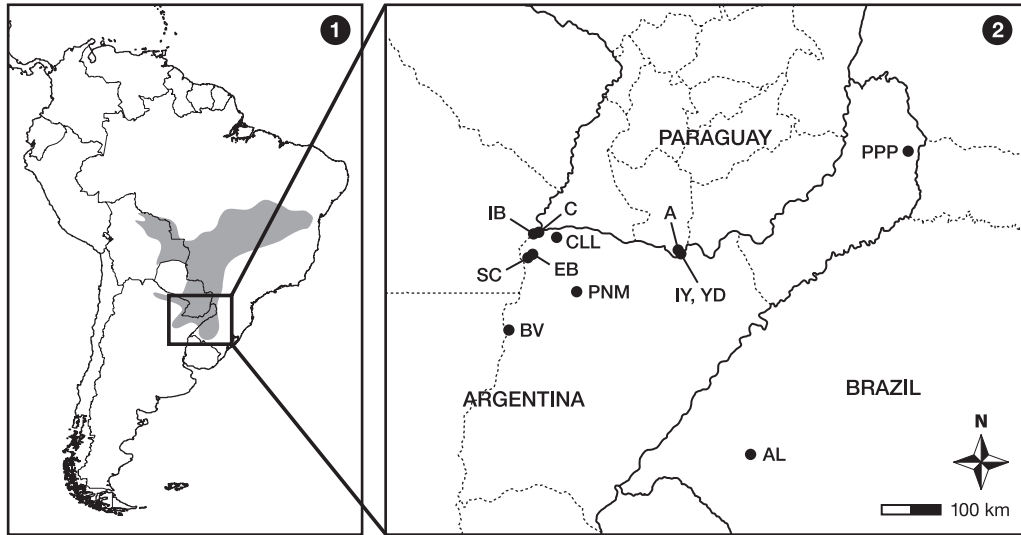 1
2
PARAGUAY
PPP
IB
C
A
CLL
SC
EB
IY, YD
PNM
BV
ARGENTINA
BRAZIL
N
AL
100 km